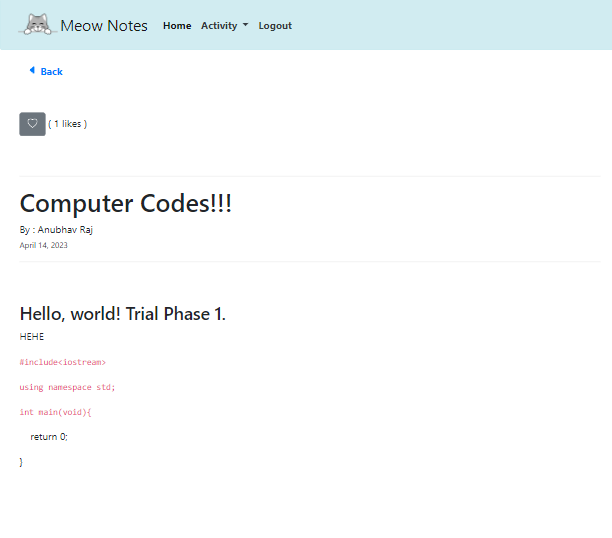 Meow Notes Home Activity Logout
Back
( 1 likes )
Computer Codes!!!
By : Anubhav Raj
April 14, 2023
Hello, world! Trial Phase 1.
HEHE
#include<iostream>
using namespace std;
int main(void){
return 0;
}